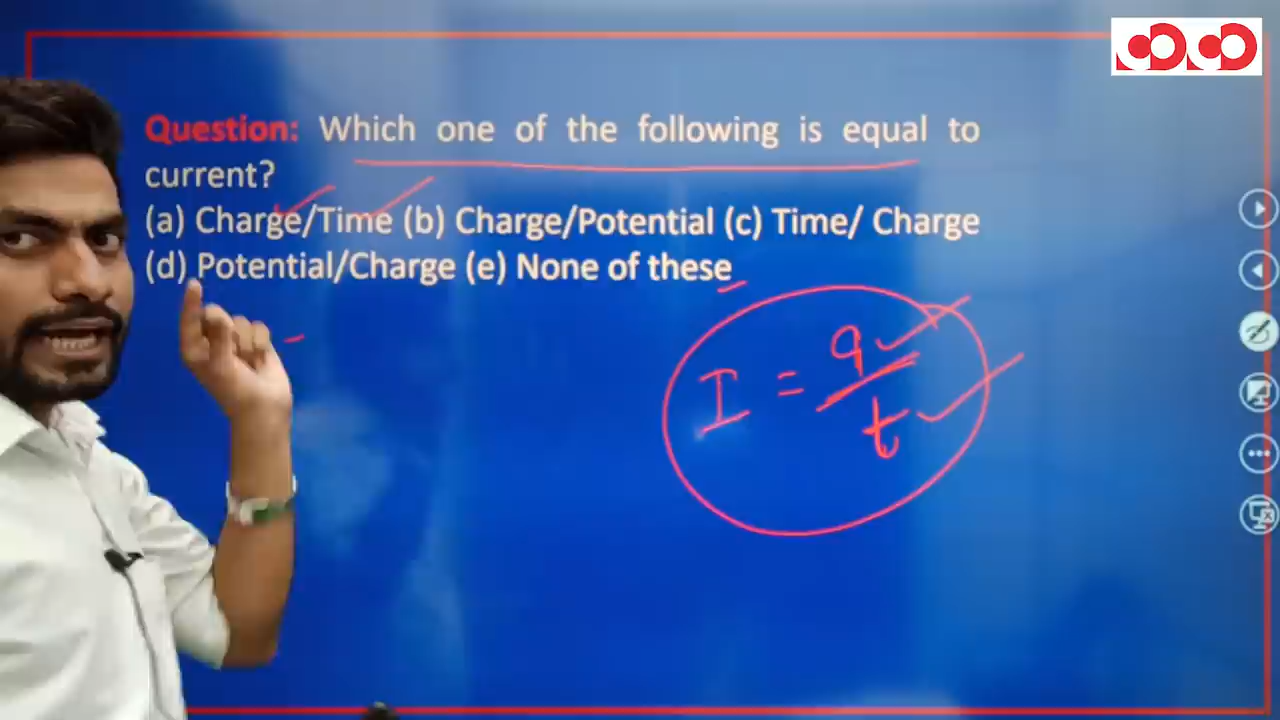 Question: Which one of the following is equal to
current?
(a) Charge/Time (b) Charge/Potential (c) Time/ Charge
(d) Potential/Charge (e) None of these
I = q/t